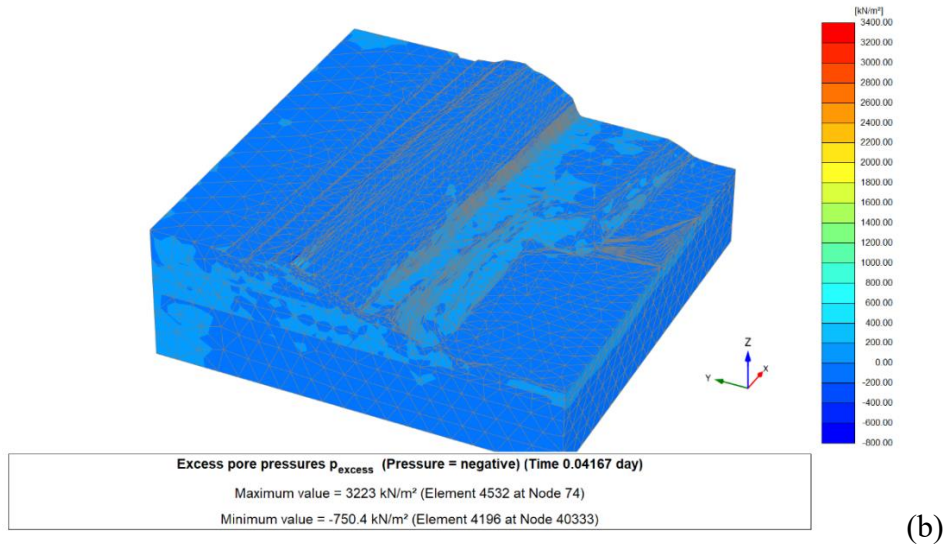 [kN/m²]
3400.00
3200.00
3000.00
2800.00
2600.00
2400.00
2200.00
2000.00
1800.00
1600.00
1400.00
1200.00
1000.00
800.00
600.00
400.00
200.00
0.00
-200.00
-400.00
-600.00
-800.00
Z
Y
X
Excess pore pressures pexcess (Pressure = negative) (Time 0.04167 day)
Maximum value = 3223 kN/m² (Element 4532 at Node 74)
Minimum value = -750.4 kN/m² (Element 4196 at Node 40333)
(b)